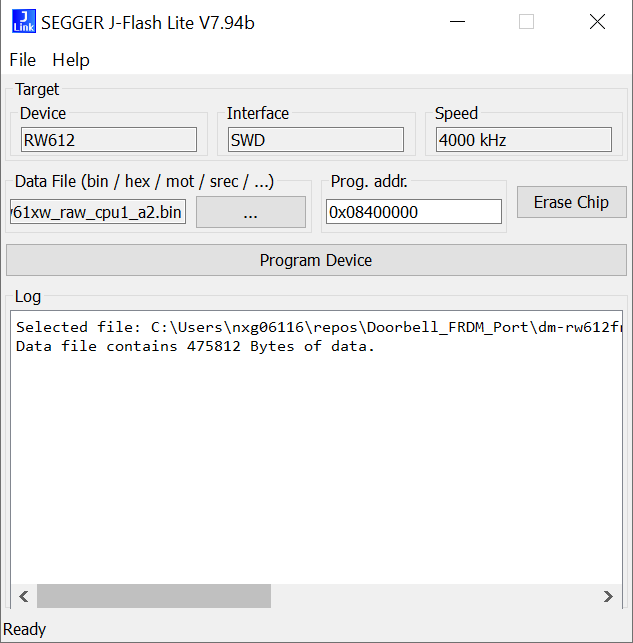 J
Link
SEGGER J-Flash Lite V7.94b
File Help
Target
Device
Interface
Speed
RW612
SWD
4000 kHz
Data File (bin / hex / mot / srec / ...)
Prog. addr.
w61xw_raw_cpu1_a2.bin
...
0x08400000
Erase Chip
Program Device
Log
Selected file: C:\Users\nxg06116\repos\Doorbell_FRDM_Port\dm-rw612fr
Data file contains 475812 Bytes of data.
Ready